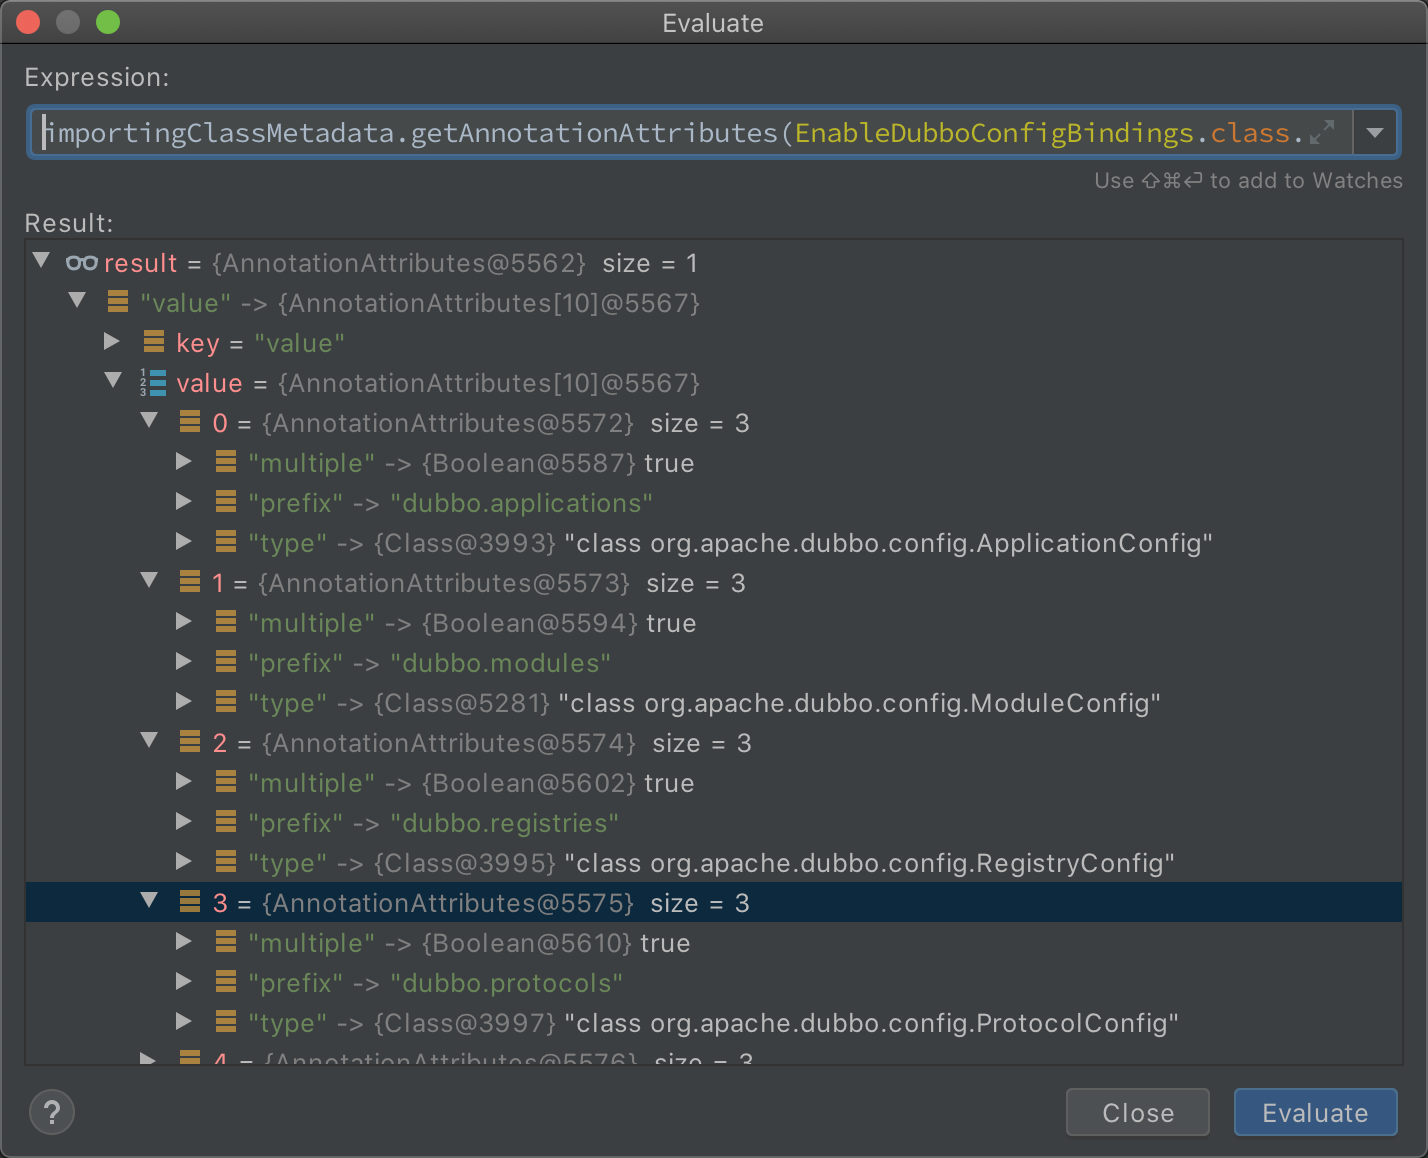 Evaluate
Expression:
importingClassMetadata.getAnnotationAttributes(EnableDubboConfigBindings.class.
Use ⇧⌘⏎ to add to Watches
Result:
result = {AnnotationAttributes@5562} size = 1
"value" -> {AnnotationAttributes[10]@5567}
key = "value"
value = {AnnotationAttributes[10]@5567}
0 = {AnnotationAttributes@5572} size = 3
"multiple" -> {Boolean@5587} true
"prefix" -> "dubbo.applications"
"type" -> {Class@3993} "class org.apache.dubbo.config.ApplicationConfig"
1 = {AnnotationAttributes@5573} size = 3
"multiple" -> {Boolean@5594} true
"prefix" -> "dubbo.modules"
"type" -> {Class@5281} "class org.apache.dubbo.config.ModuleConfig"
2 = {AnnotationAttributes@5574} size = 3
"multiple" -> {Boolean@5602} true
"prefix" -> "dubbo.registries"
"type" -> {Class@3995} "class org.apache.dubbo.config.RegistryConfig"
3 = {AnnotationAttributes@5575} size = 3
"multiple" -> {Boolean@5610} true
"prefix" -> "dubbo.protocols"
"type" -> {Class@3997} "class org.apache.dubbo.config.ProtocolConfig"
4 = {AnnotationAttributes@5576} size = 3
?
Close
Evaluate